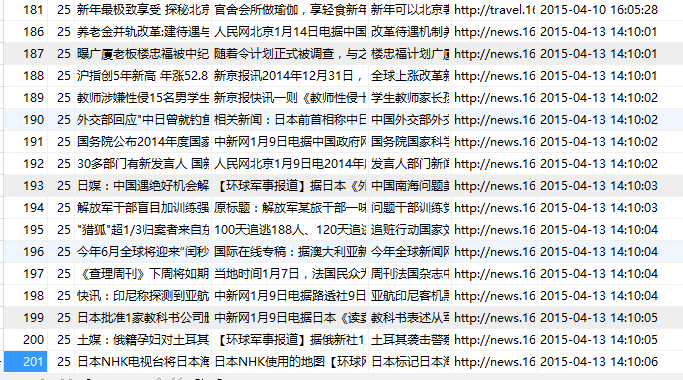 181 25 新年最极致享受 探秘北京 官舍会所做瑜伽，享轻食新年 新年可以北京 http://travel.16 2015-04-10 16:05:28
186 25 养老金并轨改革:建待遇与 人民网北京1月14日电据中国 改革待遇机制 http://news.16 2015-04-13 14:10:01
187 25 曝广厦老板楼忠福被中纪 随着令计划正式被调查，与之 楼忠福计划广厦 http://news.16 2015-04-13 14:10:01
188 25 沪指创5年新高 年涨52.8 新京报讯2014年12月31日， 全球上涨改革新 http://news.16 2015-04-13 14:10:01
189 25 教师涉嫌性侵15名男学生 新京报快讯一则《教师性侵十 学生教师家长 http://news.16 2015-04-13 14:10:02
190 25 外交部回应"中日曾就钓鱼 相关新闻：日本前首相称中日 中国外交部外交 http://news.16 2015-04-13 14:10:02
191 25 国务院公布2014年度国家 中新网1月9日电据中国政府网 国务院国家科学 http://news.16 2015-04-13 14:10:02
192 25 30多部门有新发言人 国新 人民网北京1月9日电2014年 发言人部门新闻 http://news.16 2015-04-13 14:10:02
193 25 日媒：中国遇绝好机会解 【环球军事报道】据日本《外 中国南海问题 http://news.16 2015-04-13 14:10:03
194 25 解放军干部盲目加训练强 原标题：解放军某旅干部一味 问题干部训练 http://news.16 2015-04-13 14:10:03
195 25 "猎狐"超1/3归案者来自 100天追逃188人、120天追逃 追赃行动国家 http://news.16 2015-04-13 14:10:04
196 25 今年6月全球将迎来"闰秒 国际在线专稿：据澳大利亚新 今年全球新闻网 http://news.16 2015-04-13 14:10:04
197 25 《查理周刊》下周将如期 当地时间1月7日，法国民众 周刊法国杂志 http://news.16 2015-04-13 14:10:04
198 25 快讯：印尼称探测到亚航 中新网1月9日电据路透社9日 亚航印尼客机 http://news.16 2015-04-13 14:10:04
199 25 日本批准1家教科书公司 中新网1月9日电据日本《读卖 教科书表述从军 http://news.16 2015-04-13 14:10:05
200 25 土媒：俄籍孕妇对土耳其 【环球网报道】据俄新社1 土耳其袭击警察 http://news.16 2015-04-13 14:10:06
201 25 日本NHK电视台将日本海 日本NHK使用的地图【环球网 日本标记日本海 http://news.16 2015-04-13 14:10:06